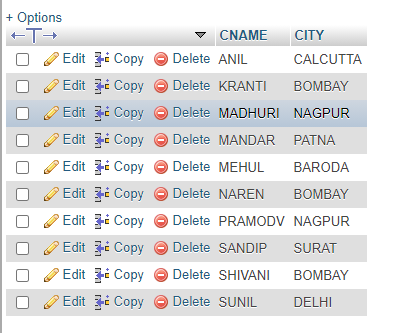 + Options
CNAME CITY
Edit Copy Delete ANIL CALCUTTA
Edit Copy Delete KRANTI BOMBAY
Edit Copy Delete MADHURI NAGPUR
Edit Copy Delete MANDAR PATNA
Edit Copy Delete MEHUL BARODA
Edit Copy Delete NAREN BOMBAY
Edit Copy Delete PRAMODV NAGPUR
Edit Copy Delete SANDIP SURAT
Edit Copy Delete SHIVANI BOMBAY
Edit Copy Delete SUNIL DELHI